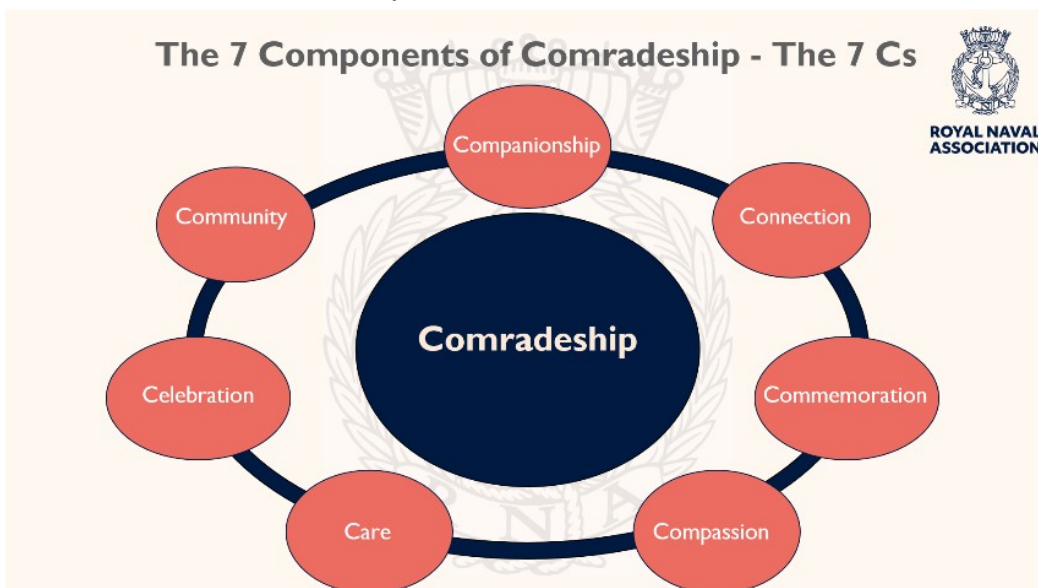 The 7 Components of Comradeship - The 7 Cs
ROYAL NAVAL
ASSOCIATION
Companionship
Connection
Commemoration
Compassion
Care
Celebration
Community
Comradeship